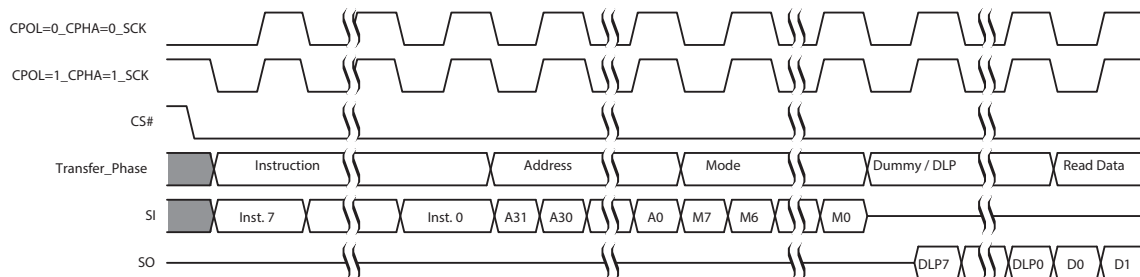 CPOL=0_CPHA=0_SCK
CPOL=1_CPHA=1_SCK
CS#
Transfer_Phase Instruction Address Mode Dummy / DLP Read Data
SI Inst. 7 Inst. 0 A31 A30 A0 M7 M6 M0
SO DLP7 DLP0 D0 D1